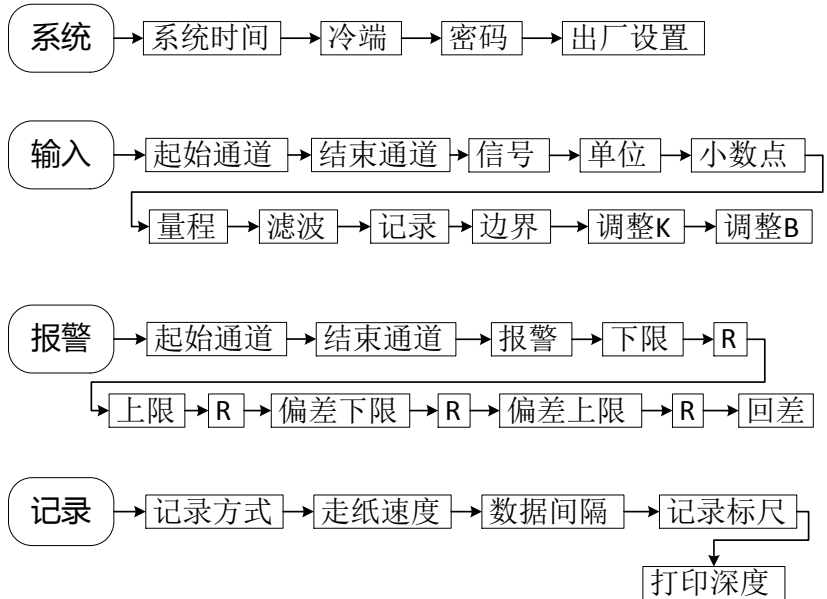 系统 系统时间 冷端 密码 出厂设置
输入 起始通道 结束通道 信号 单位 小数点
量程 滤波 记录 边界 调整K 调整B
报警 起始通道 结束通道 报警 下限 R
上限 R 偏差下限 R 偏差上限 R 回差
记录 记录方式 走纸速度 数据间隔 记录标尺
打印深度